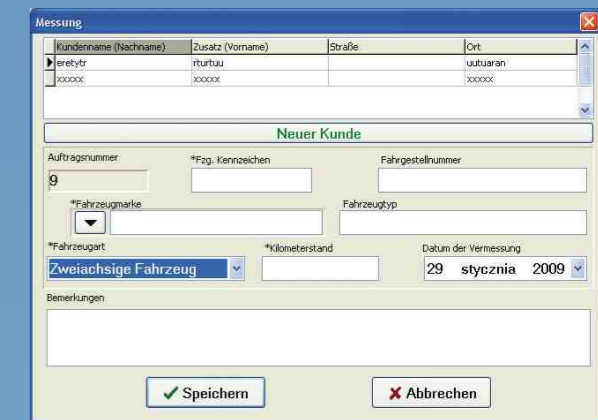 Messung
Kundenname (Nachname) Zusatz (Vorname) Straße Ort
eretytr rturtuu uutuaran
xxxxx xxxxx xxxxx
Neuer Kunde
Auftragsnummer *Fzg. Kennzeichen Fahrgestellnummer
9
*Fahrzeugmarke Fahrzeugtyp
*Fahrzeugart *Kilometerstand Datum der Vermessung
Zweiachsige Fahrzeug 29 stycznia 2009
Bemerkungen
Speichern Abbrechen